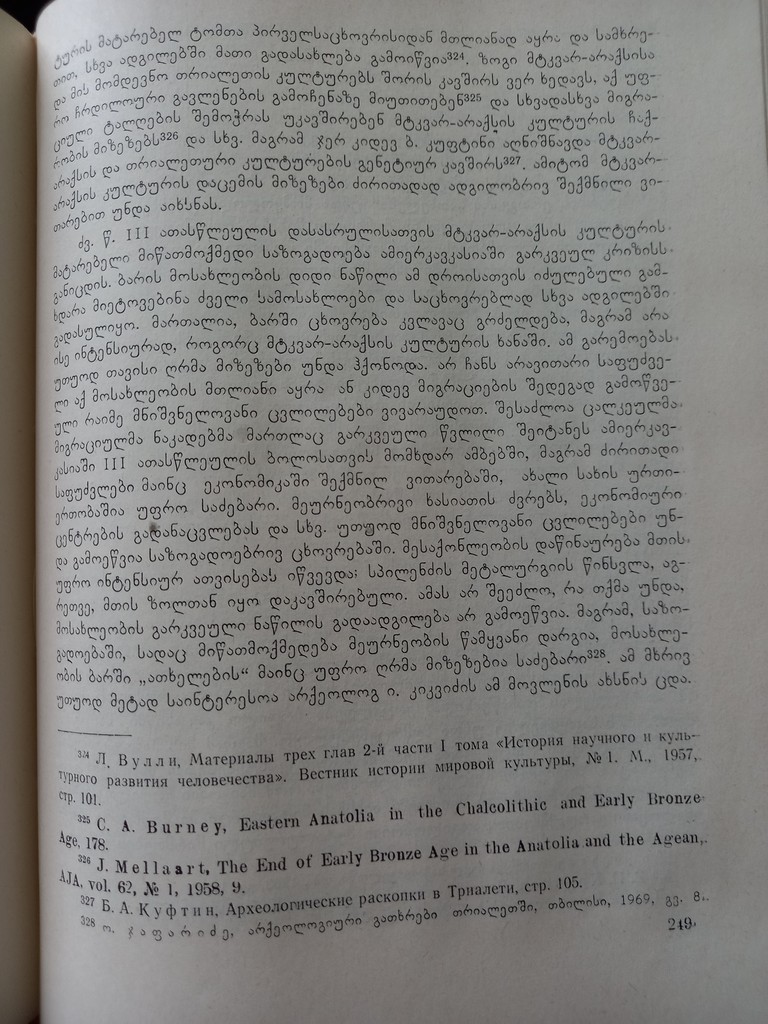 ტურის მატარებელ ტომთა პირველსაცხოვრისიდან მთლიანად აყრა და სამხრე-
თით, სხვა ადგილებში მათი გადასახლება გამოიწვია³²⁴. ზოგი მტკვარ-არაქსისა
და მის მომდევნო თრიალეთის კულტურებს შორის კავშირს ვერ ხედავს, აქ უფ-
რო ჩრდილოური გავლენების გამოჩენაზე მიუთითებენ³²⁵ და სხვადასხვა მიგრა-
ციული ტალღების შემოჭრას უკავშირებენ მტკვარ-არაქსის კულტურის ჩაქ-
რობის მიზეზებს³²⁶ და სხვ. მაგრამ ჯერ კიდევ ბ. კუფტინი აღნიშნავდა მტკვარ-
არაქსის და თრიალეთური კულტურების გენეტიურ კავშირს³²⁷. ამიტომ მტკვარ-
არაქსის კულტურის დაცემის მიზეზები ძირითადად ადგილობრივ შექმნილი ვი-
თარებით უნდა აიხსნას.
ძვ. წ. III ათასწლეულის დასასრულისათვის მტკვარ-არაქსის კულტურის
მატარებელი მიწათმოქმედი საზოგადოება ამიერკავკასიაში გარკვეულ კრიზისს
განიცდის. ბარის მოსახლეობის დიდი ნაწილი ამ დროისათვის იძულებული გამ-
ხდარა მიეტოვებინა ძველი სამოსახლოები და საცხოვრებლად სხვა ადგილებში
გადასულიყო. მართალია, ბარში ცხოვრება კვლავაც გრძელდება, მაგრამ არა
ისე ინტენსიურად, როგორც მტკვარ-არაქსის კულტურის ხანაში. ამ გარემოებას
უთუოდ თავისი ღრმა მიზეზები უნდა ჰქონოდა. არ ჩანს არავითარი საფუძვე-
ლი აქ მოსახლეობის მთლიანი აყრა ან კიდევ მიგრაციების შედეგად გამოწვე-
ული რაიმე მნიშვნელოვანი ცვლილებები ვივარაუდოთ. შესაძლოა ცალკეულმა
მიგრაციულმა ნაკადებმა მართლაც გარკვეული წვლილი შეიტანეს ამიერკავ-
კასიაში III ათასწლეულის ბოლოსათვის მომხდარ ამბებში, მაგრამ ძირითადი
საფუძვლები მაინც ეკონომიკაში შექმნილ ვითარებაში, ახალი სახის ურთი-
ერთობაშია უფრო საძებარი. მეურნეობრივი ხასიათის ძვრებს, ეკონომიური
ცენტრების გადანაცვლებას და სხვ. უთუოდ მნიშვნელოვანი ცვლილებები უნ-
და გამოეწვია საზოგადოებრივ ცხოვრებაში. მესაქონლეობის დაწინაურება მთის
უფრო ინტენსიურ ათვისებას იწვევდა; სპილენძის მეტალურგიის წინსვლა, აგ-
რეთვე, მთის ზოლთან იყო დაკავშირებული. ამას არ შეეძლო, რა თქმა უნდა,
მოსახლეობის გარკვეული ნაწილის გადაადგილება არ გამოეწვია. მაგრამ, საზო-
გადოებაში, სადაც მიწათმოქმედება მეურნეობის წამყვანი დარგია, მოსახლე-
ობის ბარში „ათხელების“ მაინც უფრო ღრმა მიზეზებია საძებარი³²⁸. ამ მხრივ
უთუოდ მეტად საინტერესოა არქეოლოგ ი. კიკვიძის ამ მოვლენის ახსნის ცდა.
³²⁴ Л. Вулли, Материалы трех глав 2-й части I тома «История научного и куль-
турного развития человечества». Вестник истории мировой культуры, № 1. М., 1957,
стр. 101.
³²⁵ C. A. Burney, Eastern Anatolia in the Chalcolithic and Early Bronze
Age, 178.
³²⁶ J. Mellaart, The End of Early Bronze Age in the Anatolia and the Agean,
AJA, vol. 62, № 1, 1958, 9.
³²⁷ Б. А. Куфтин, Археологические раскопки в Триалети, стр. 105.
³²⁸ ო. ჯაფარიძე, არქეოლოგიური გათხრები თრიალეთში, თბილისი, 1969, გვ. 8.
249